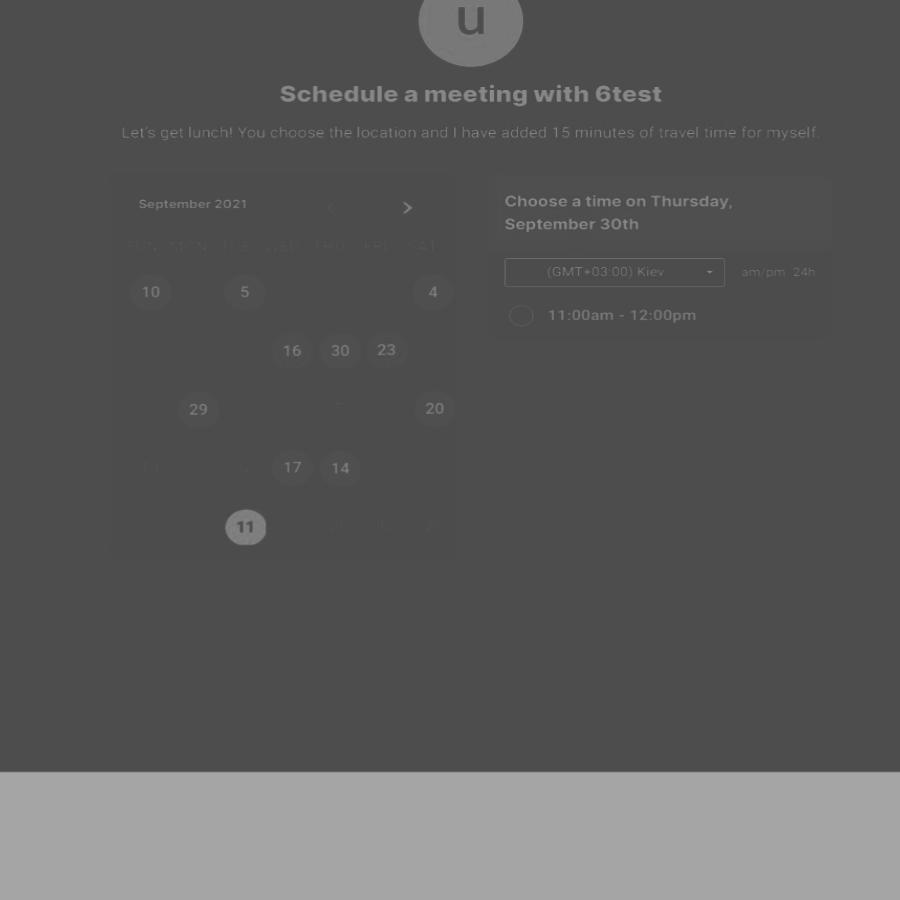 u
Schedule a meeting with 6test
Let's get lunch! You choose the location and I have added 15 minutes of travel time for myself.
September 2021
SUN MON TUE WED THU FRI SAT
10 5 4
16 30 23
29 20
17 14
11
Choose a time on Thursday,
September 30th
(GMT+03:00) Kiev
am/pm 24h
11:00am - 12:00pm